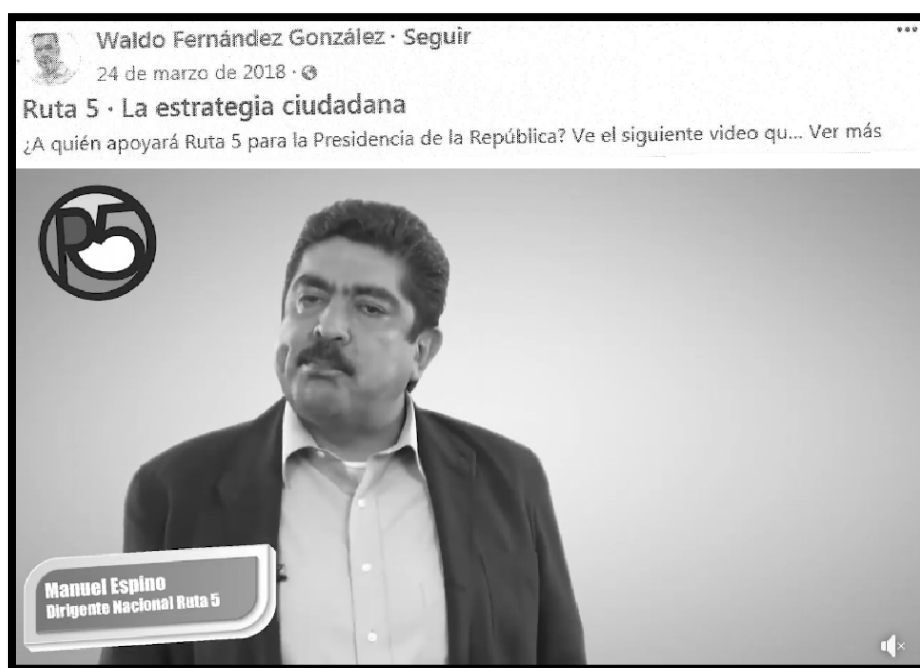 Waldo Fernández González · Seguir
24 de marzo de 2018 ·
Ruta 5 · La estrategia ciudadana
¿A quién apoyará Ruta 5 para la Presidencia de la República? Ve el siguiente video qu... Ver más
R5
Manuel Espino
Dirigente Nacional Ruta 5